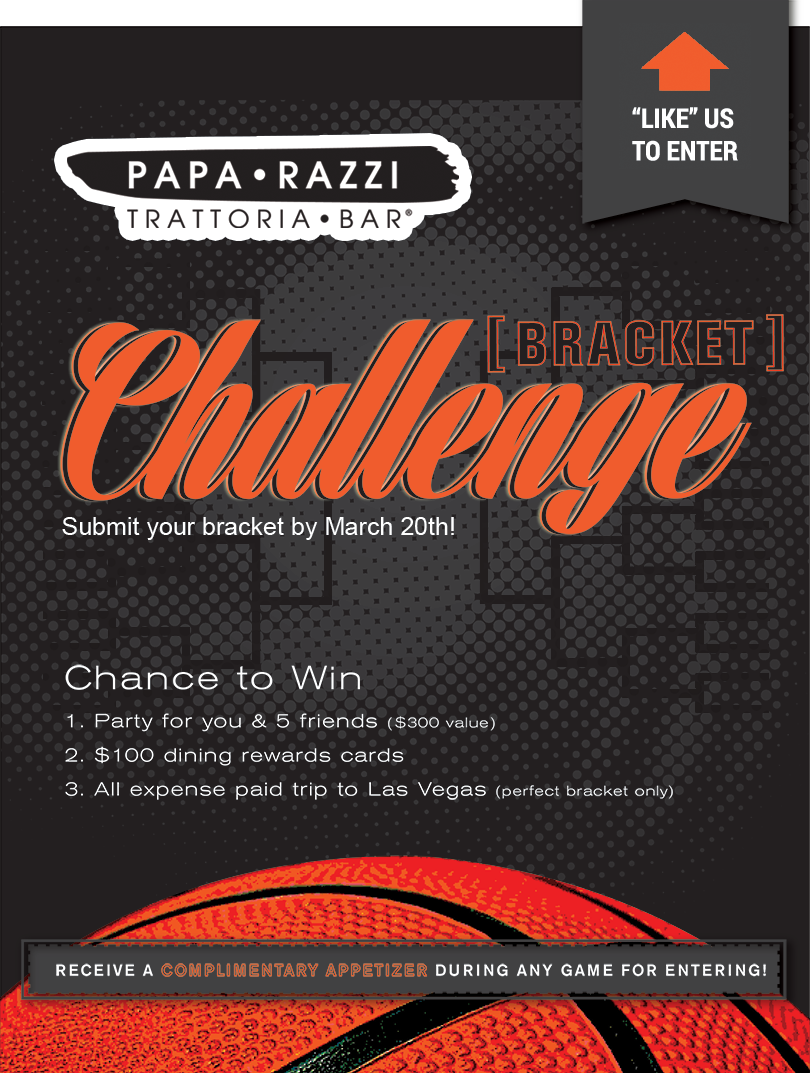 “LIKE” US
TO ENTER
PAPA•RAZZI
TRATTORIA•BAR®
[BRACKET]
Challenge
Submit your bracket by March 20th!
Chance to Win
1. Party for you & 5 friends ($300 value)
2. $100 dining rewards cards
3. All expense paid trip to Las Vegas (perfect bracket only)
RECEIVE A COMPLIMENTARY APPETIZER DURING ANY GAME FOR ENTERING!